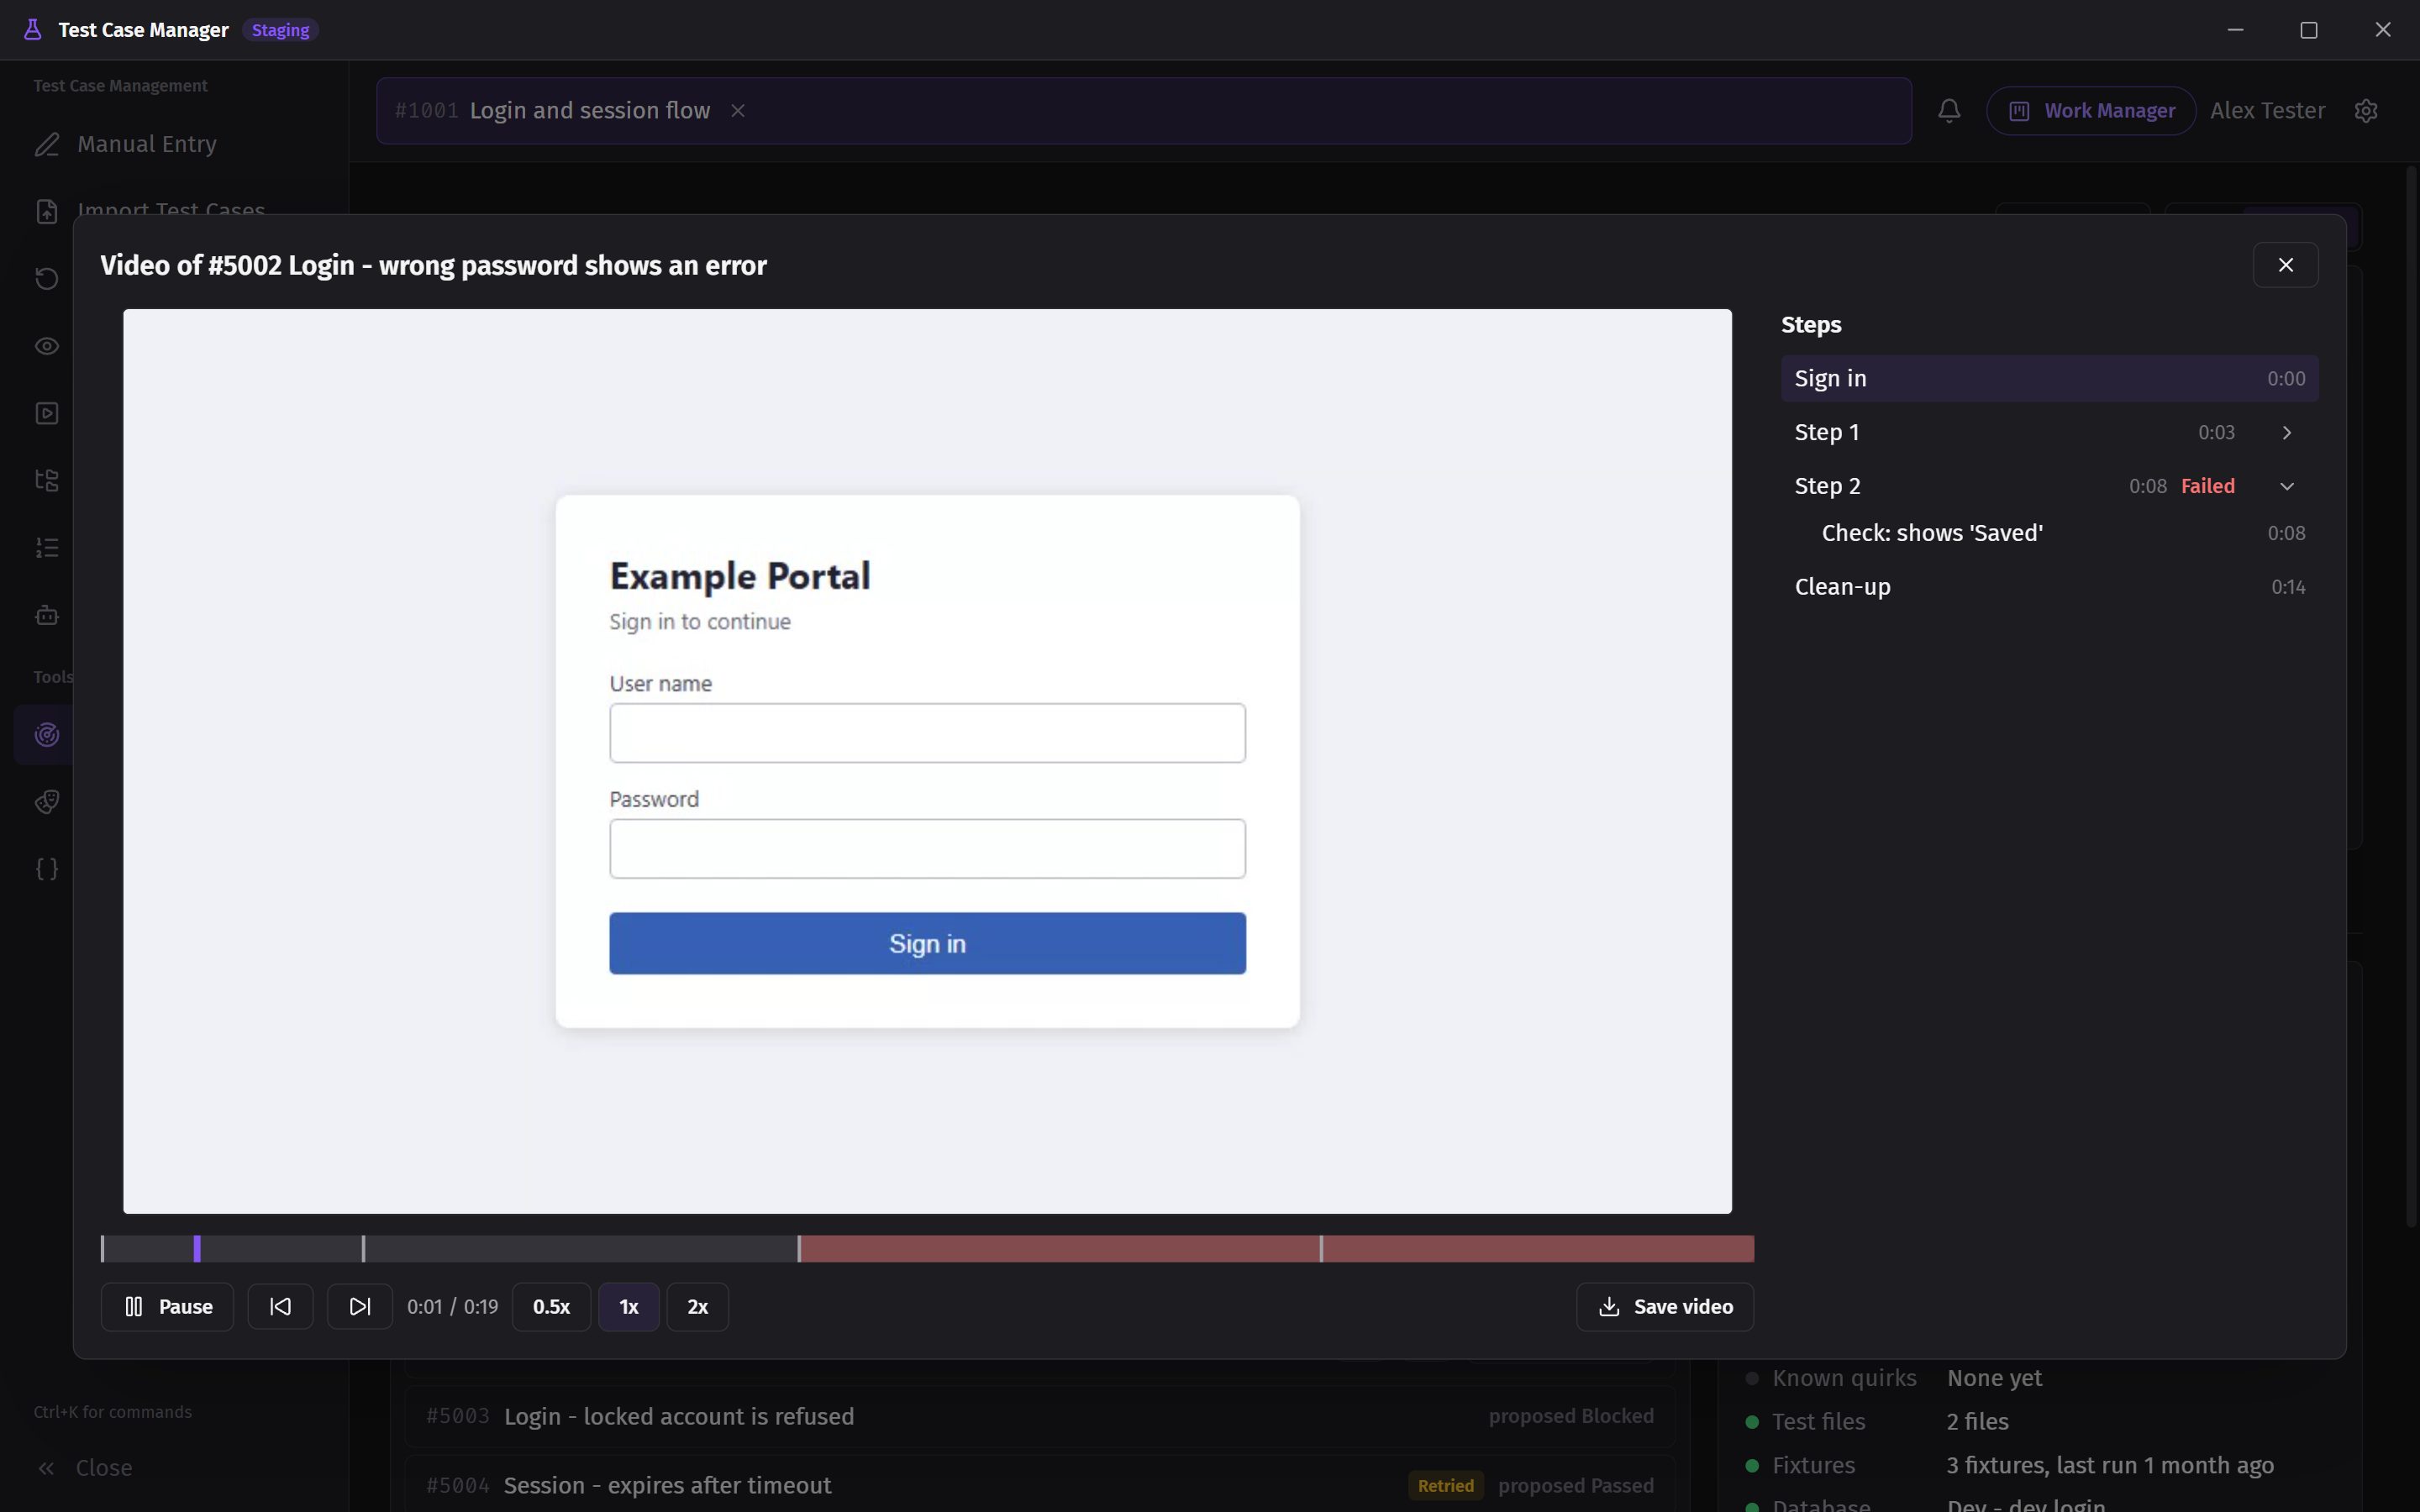 Test Case Manager Staging
Test Case Management
#1001 Login and session flow
Work Manager
Alex Tester
Manual Entry
Import Test Cases
Tools
Video of #5002 Login - wrong password shows an error
Example Portal
Sign in to continue
User name
Password
Sign in
Steps
Sign in 0:00
Step 1 0:03
Step 2 0:08 Failed
Check: shows 'Saved' 0:08
Clean-up 0:14
Pause 0:01 / 0:19 0.5x 1x 2x Save video
#5003 Login - locked account is refused proposed Blocked
#5004 Session - expires after timeout Retried proposed Passed
Known quirks None yet
Test files 2 files
Fixtures 3 fixtures, last run 1 month ago
Database Dev - dev login
Ctrl+K for commands
Close